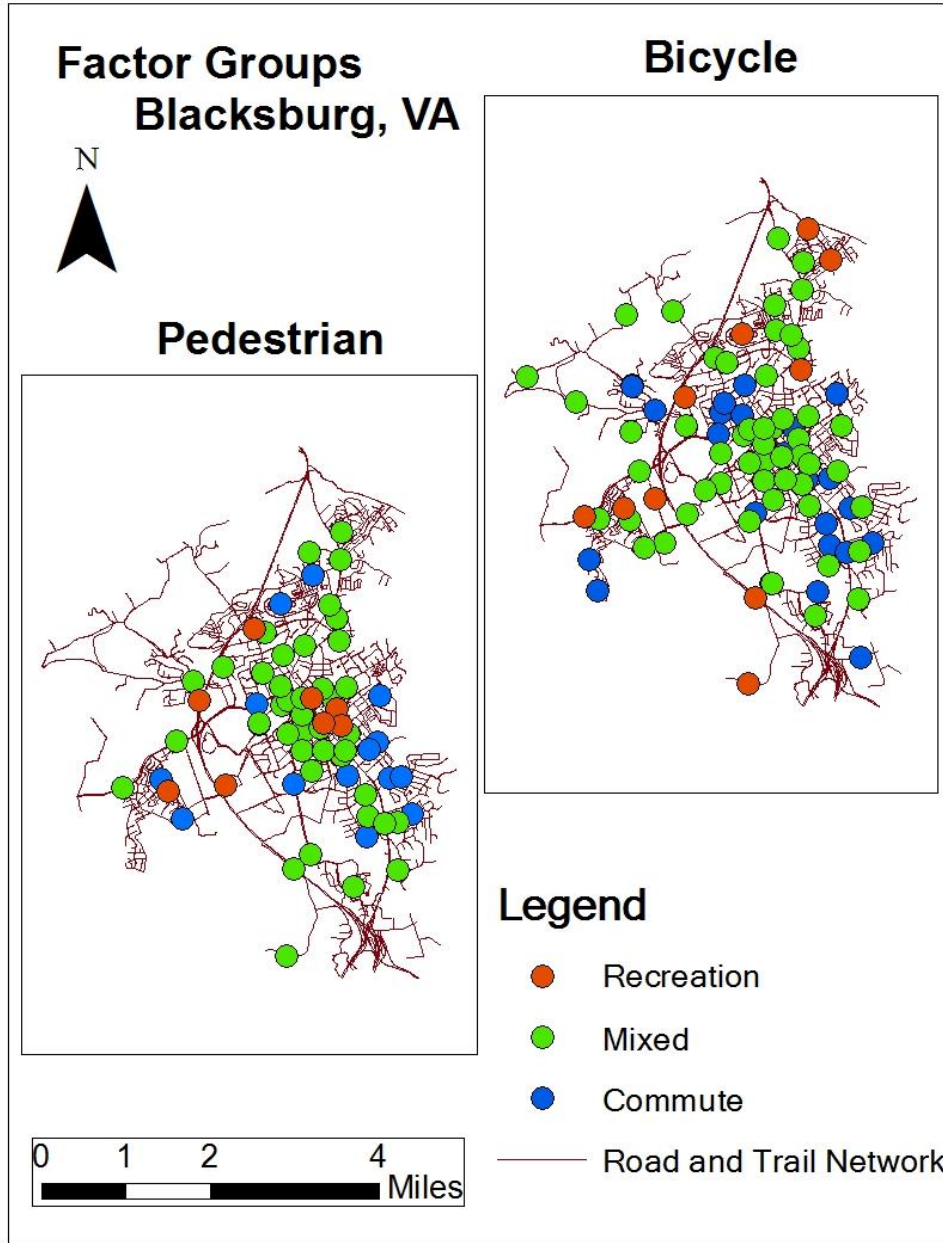 Factor Groups
Blacksburg, VA
N
Bicycle
Pedestrian
Legend
Recreation
Mixed
Commute
Road and Trail Network
0 1 2 4
Miles